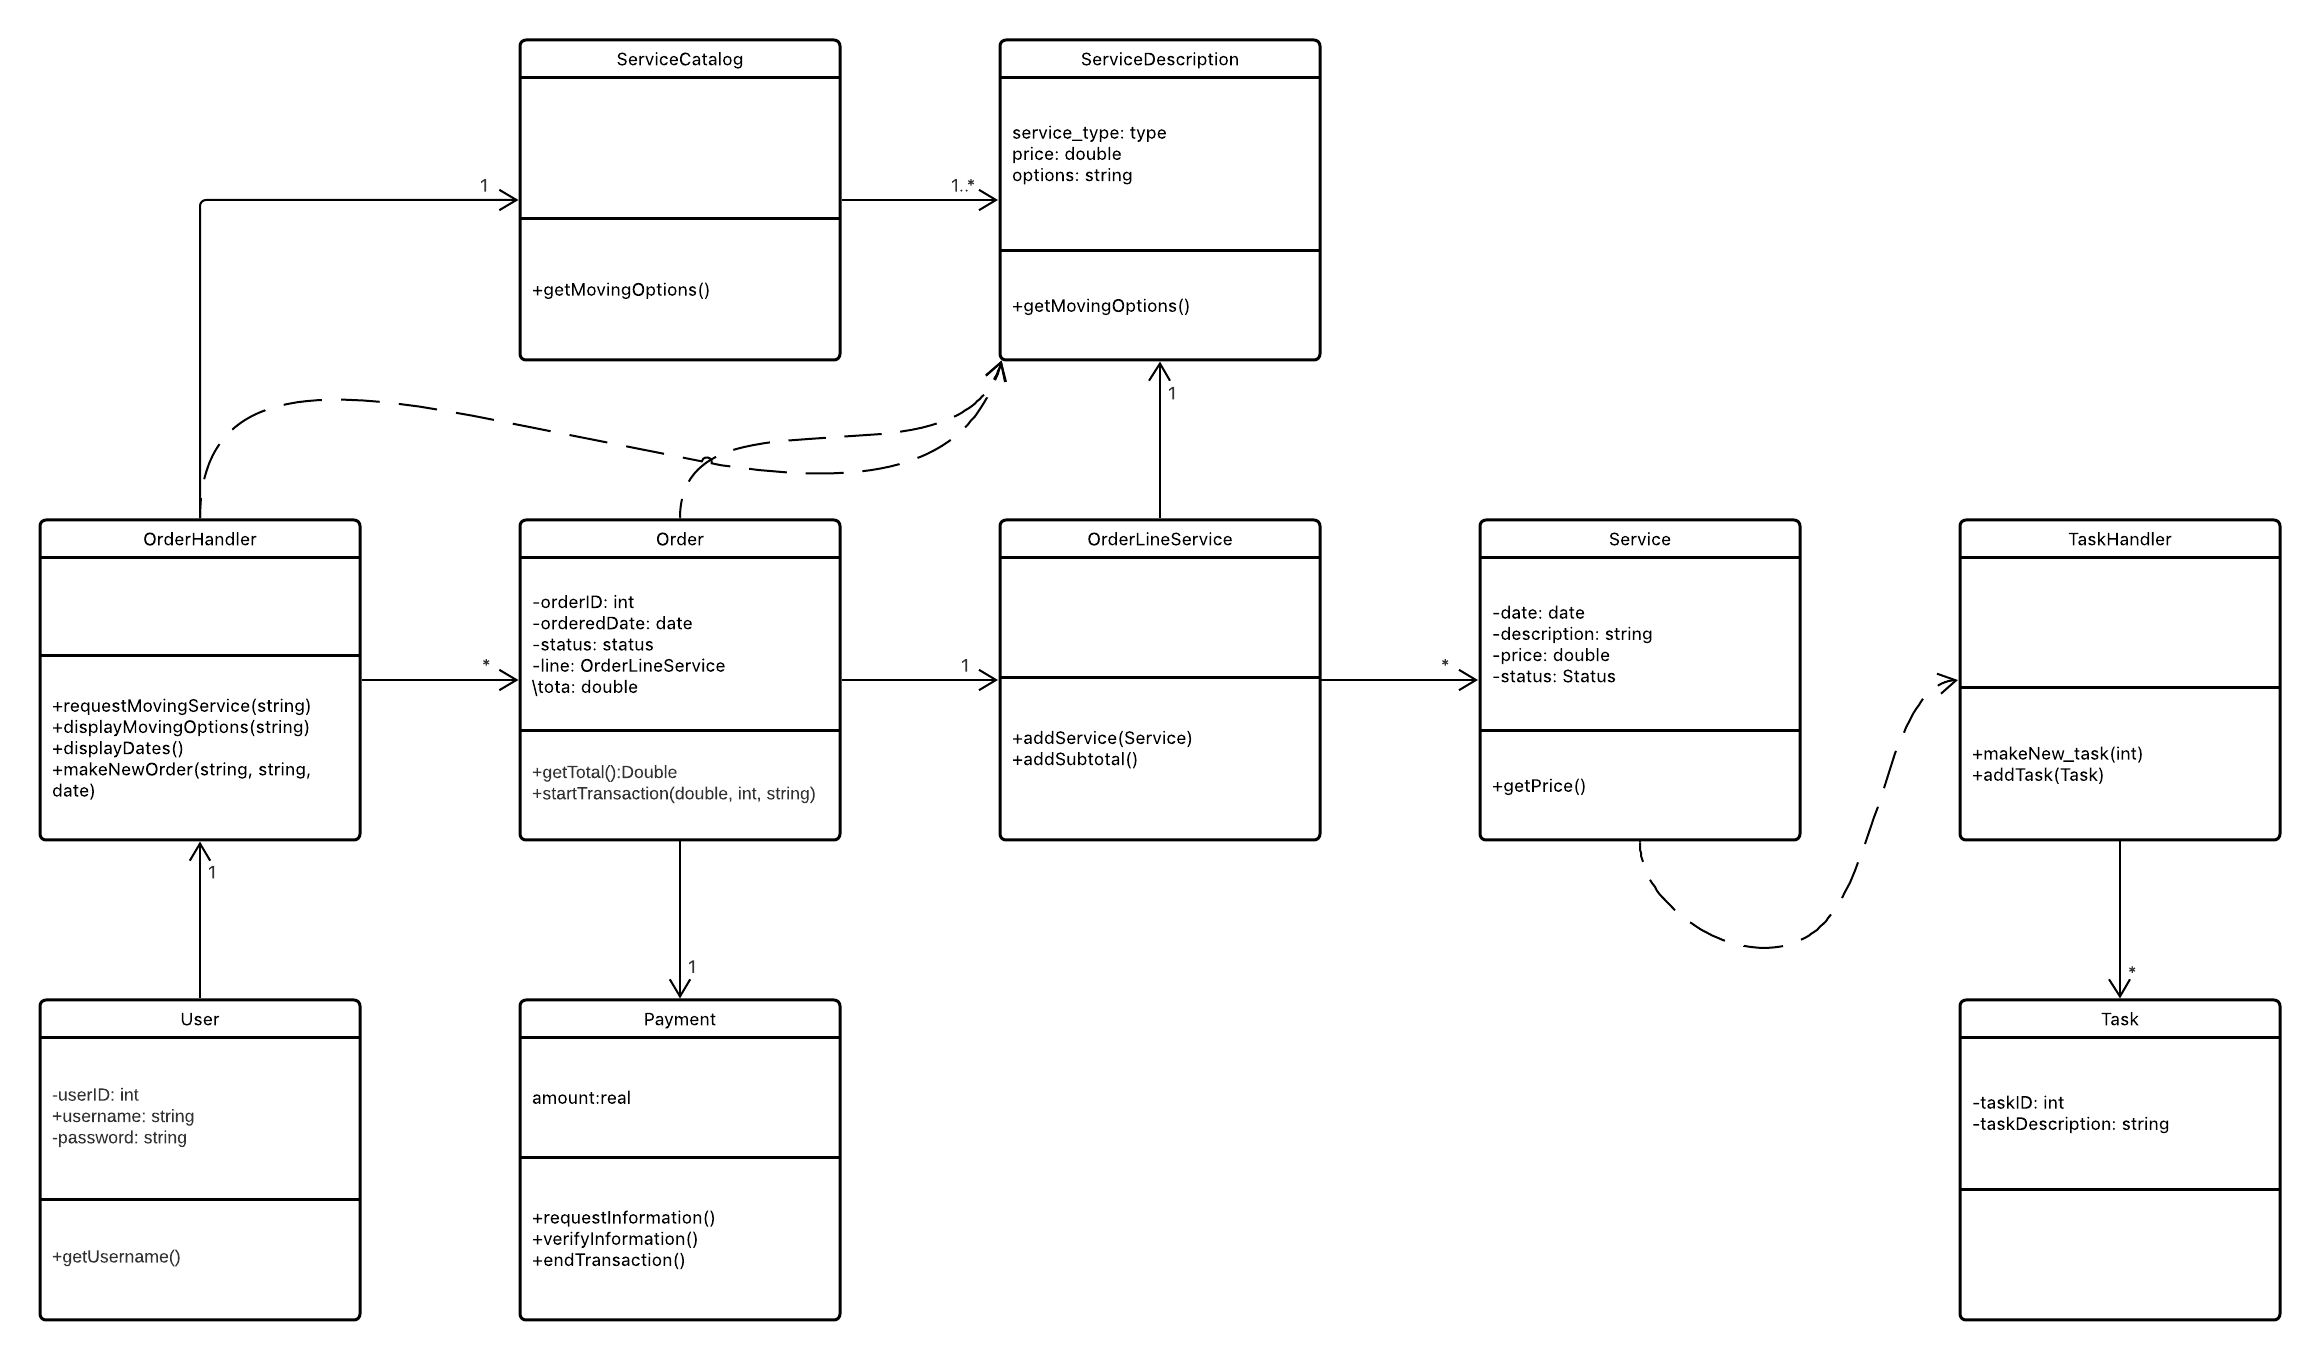 ServiceCatalog
+getMovingOptions()
ServiceDescription
service_type: type
price: double
options: string
+getMovingOptions()
1
1..*
1
OrderHandler
+requestMovingService(string)
+displayMovingOptions(string)
+displayDates()
+makeNewOrder(string, string,
date)
*
Order
-orderID: int
-orderedDate: date
-status: status
-line: OrderLineService
\tota: double
+getTotal():Double
+startTransaction(double, int, string)
1
OrderLineService
+addService(Service)
+addSubtotal()
*
Service
-date: date
-description: string
-price: double
-status: Status
+getPrice()
TaskHandler
+makeNew_task(int)
+addTask(Task)
1
1
*
User
-userID: int
+username: string
-password: string
+getUsername()
Payment
amount:real
+requestInformation()
+verifyInformation()
+endTransaction()
Task
-taskID: int
-taskDescription: string